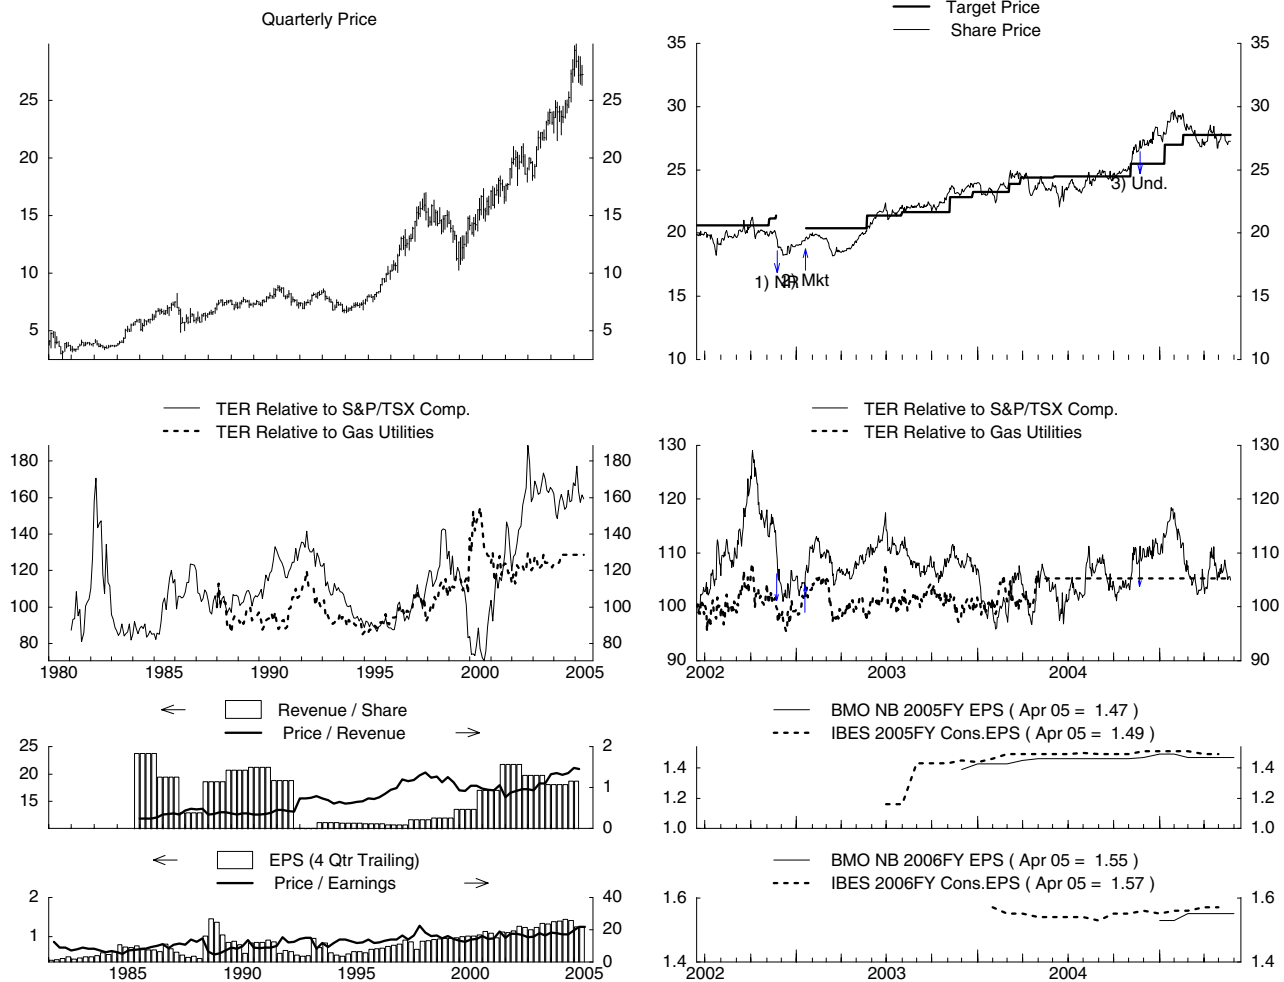 Quarterly Price
25 25
20 20
15 15
10 10
5 5
Target Price
Share Price
35 35
30 30
25 25
3) Und.
20 20
1) NR 2) Mkt
15 15
10 10
TER Relative to S&P/TSX Comp.
TER Relative to Gas Utilities
180 180
160 160
140 140
120 120
100 100
80 80
1980 1985 1990 1995 2000 2005
TER Relative to S&P/TSX Comp.
TER Relative to Gas Utilities
130 130
120 120
110 110
100 100
90 90
2002 2003 2004
Revenue / Share
Price / Revenue
25 2
20 1
15
0
BMO NB 2005FY EPS ( Apr 05 = 1.47 )
IBES 2005FY Cons.EPS ( Apr 05 = 1.49 )
1.4 1.4
1.2 1.2
1.0 1.0
EPS (4 Qtr Trailing)
Price / Earnings
2 40
1 20
0
1985 1990 1995 2000 2005
BMO NB 2006FY EPS ( Apr 05 = 1.55 )
IBES 2006FY Cons.EPS ( Apr 05 = 1.57 )
1.6 1.6
1.4 1.4
2002 2003 2004